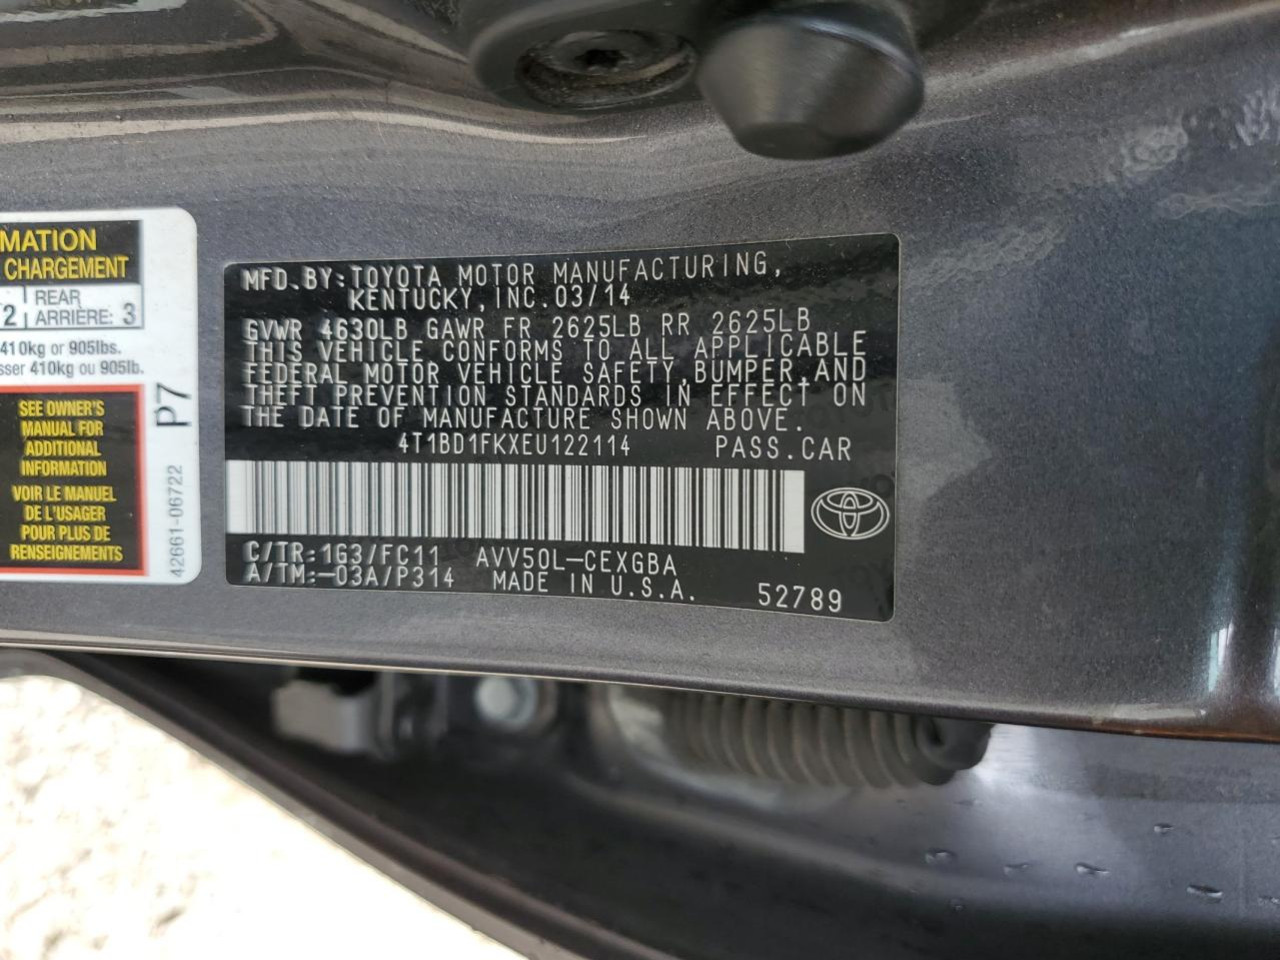 MATION
CHARGEMENT
2 | REAR
ARRIÈRE: 3
410kg or 905lbs.
sser 410kg ou 905lb.
SEE OWNER'S
MANUAL FOR
ADDITIONAL
INFORMATION
VOIR LE MANUEL
DE L'USAGER
POUR PLUS DE
RENSEIGNEMENTS
P7
42661-06722
MFD.BY:TOYOTA MOTOR MANUFACTURING,
KENTUCKY,INC.03/14
GVWR 4630LB GAWR FR 2625LB RR 2625LB
THIS VEHICLE CONFORMS TO ALL APPLICABLE
FEDERAL MOTOR VEHICLE SAFETY,BUMPER,AND
THEFT PREVENTION STANDARDS IN EFFECT ON
THE DATE OF MANUFACTURE SHOWN ABOVE.
4T1BD1FKXEU122114 PASS.CAR
C/TR:1G3/FC11 AVV50L-CEXGBA
A/TM:-03A/P314 MADE IN U.S.A. 52789